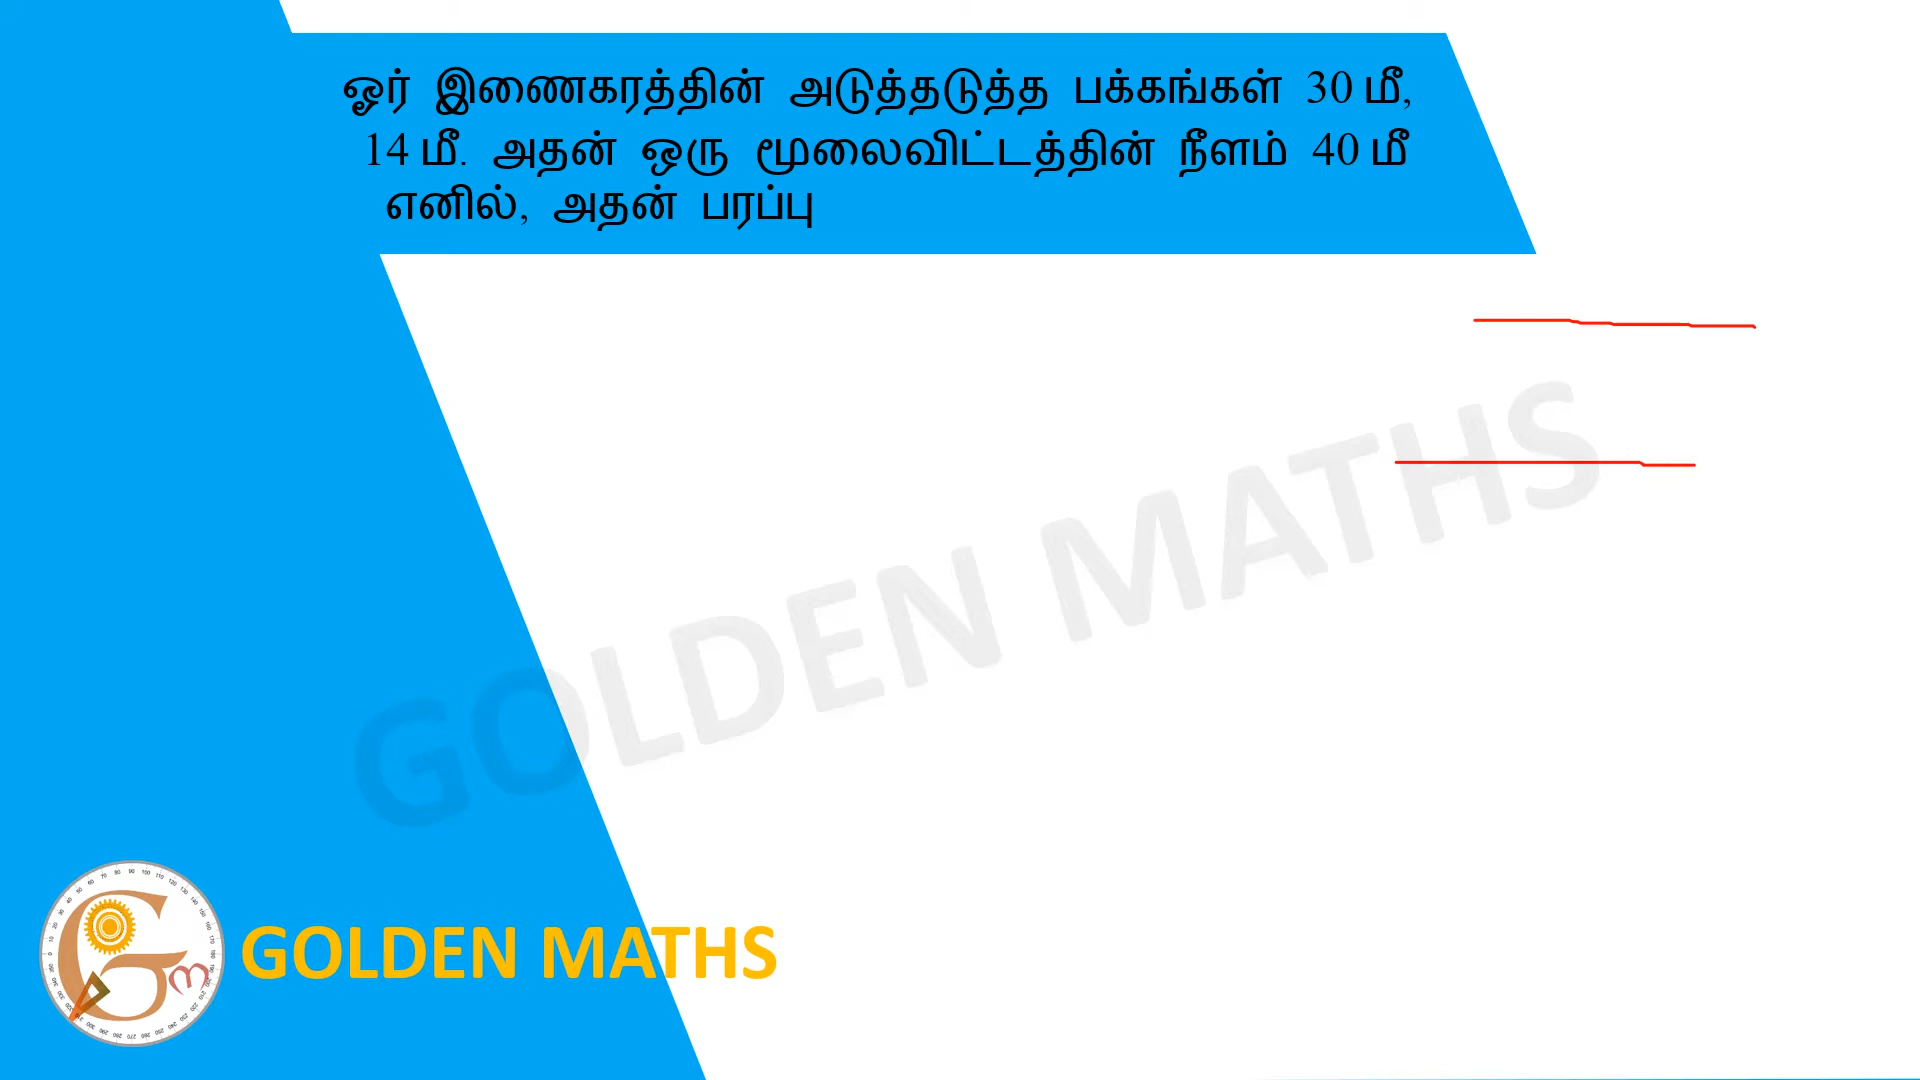 ஓர் இணைகரத்தின் அடுத்தடுத்த பக்கங்கள் 30 மீ,
14 மீ. அதன் ஒரு மூலைவிட்டத்தின் நீளம் 40 மீ
எனில், அதன் பரப்பு
GOLDEN MATHS
GOLDEN MATHS